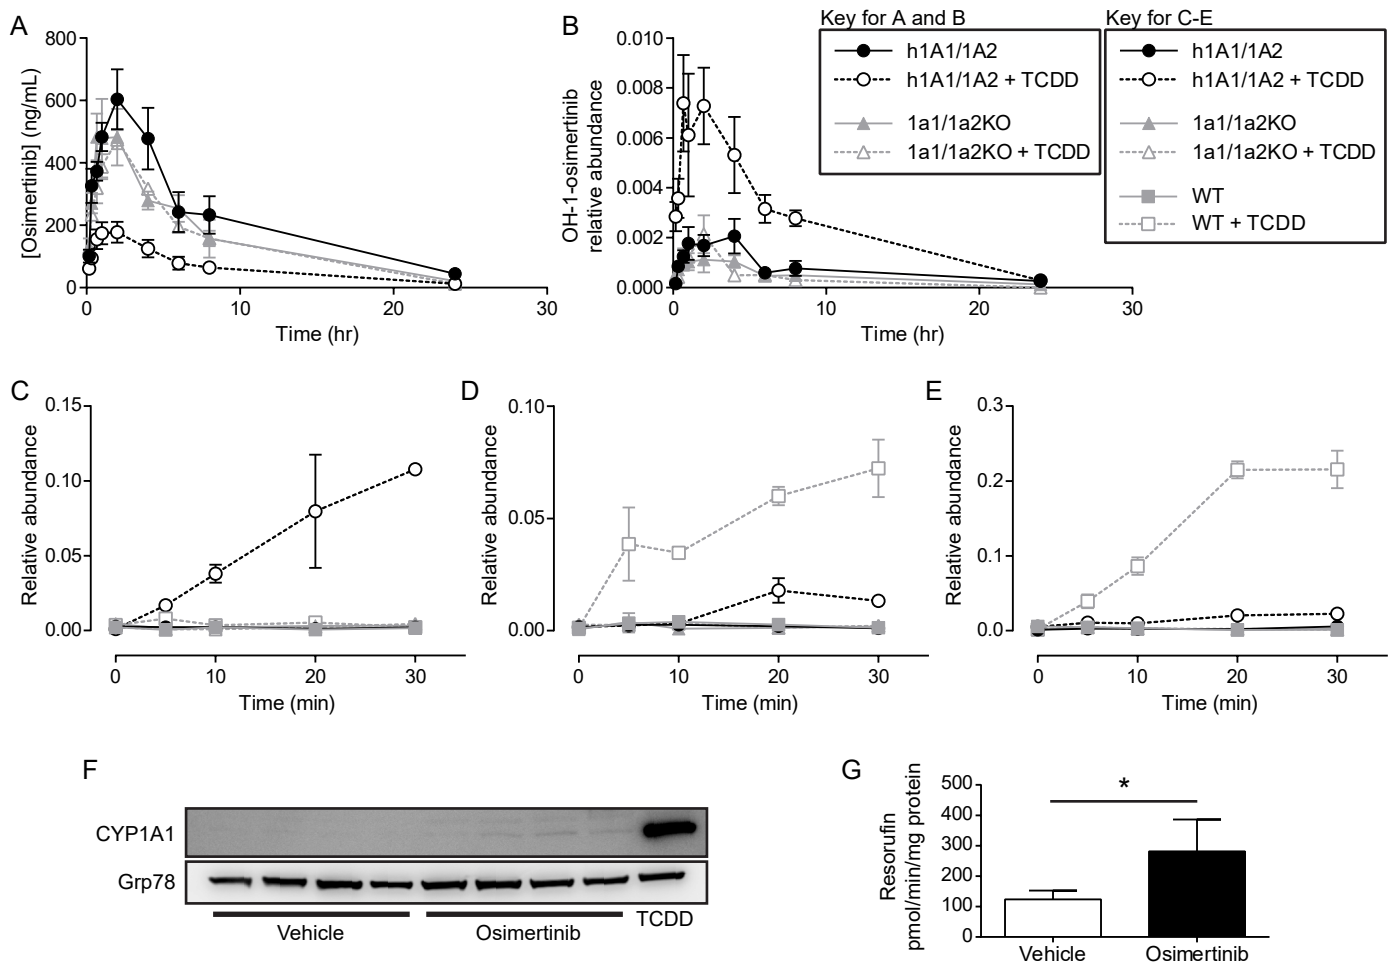 A
[Osimertinib] (ng/mL)
800
600
400
200
0
0
10
20
30
Time (hr)
B
OH-1-osimertinib
relative abundance
0.010
0.008
0.006
0.004
0.002
0.000
0
10
20
30
Time (hr)
Key for A and B
h1A1/1A2
h1A1/1A2 + TCDD
1a1/1a2KO
1a1/1a2KO + TCDD
Key for C-E
h1A1/1A2
h1A1/1A2 + TCDD
1a1/1a2KO
1a1/1a2KO + TCDD
WT
WT + TCDD
C
Relative abundance
0.15
0.10
0.05
0.00
0
10
20
30
Time (min)
D
Relative abundance
0.10
0.05
0.00
0
10
20
30
Time (min)
E
Relative abundance
0.3
0.2
0.1
0.0
0
10
20
30
Time (min)
F
CYP1A1
Grp78
Vehicle
Osimertinib
TCDD
G
Resorufin
pmol/min/mg protein
500
400
300
200
100
0
*
Vehicle
Osimertinib